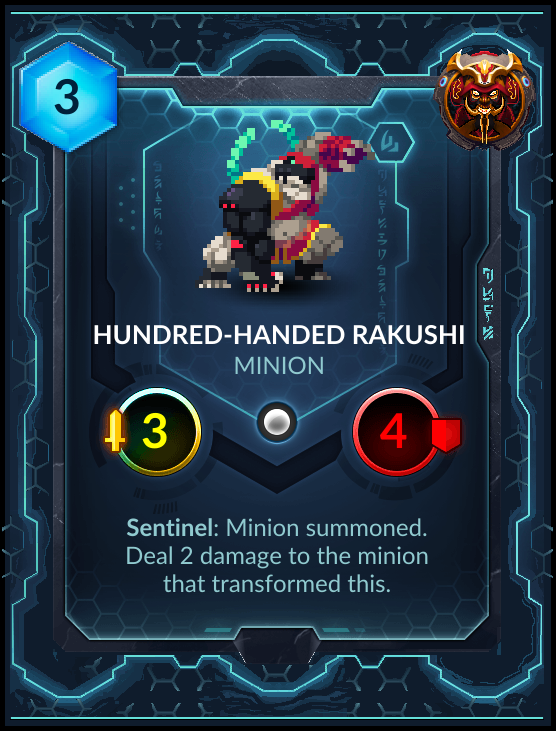 3
HUNDRED-HANDED RAKUSHI
MINION
3
4
Sentinel: Minion summoned.
Deal 2 damage to the minion
that transformed this.